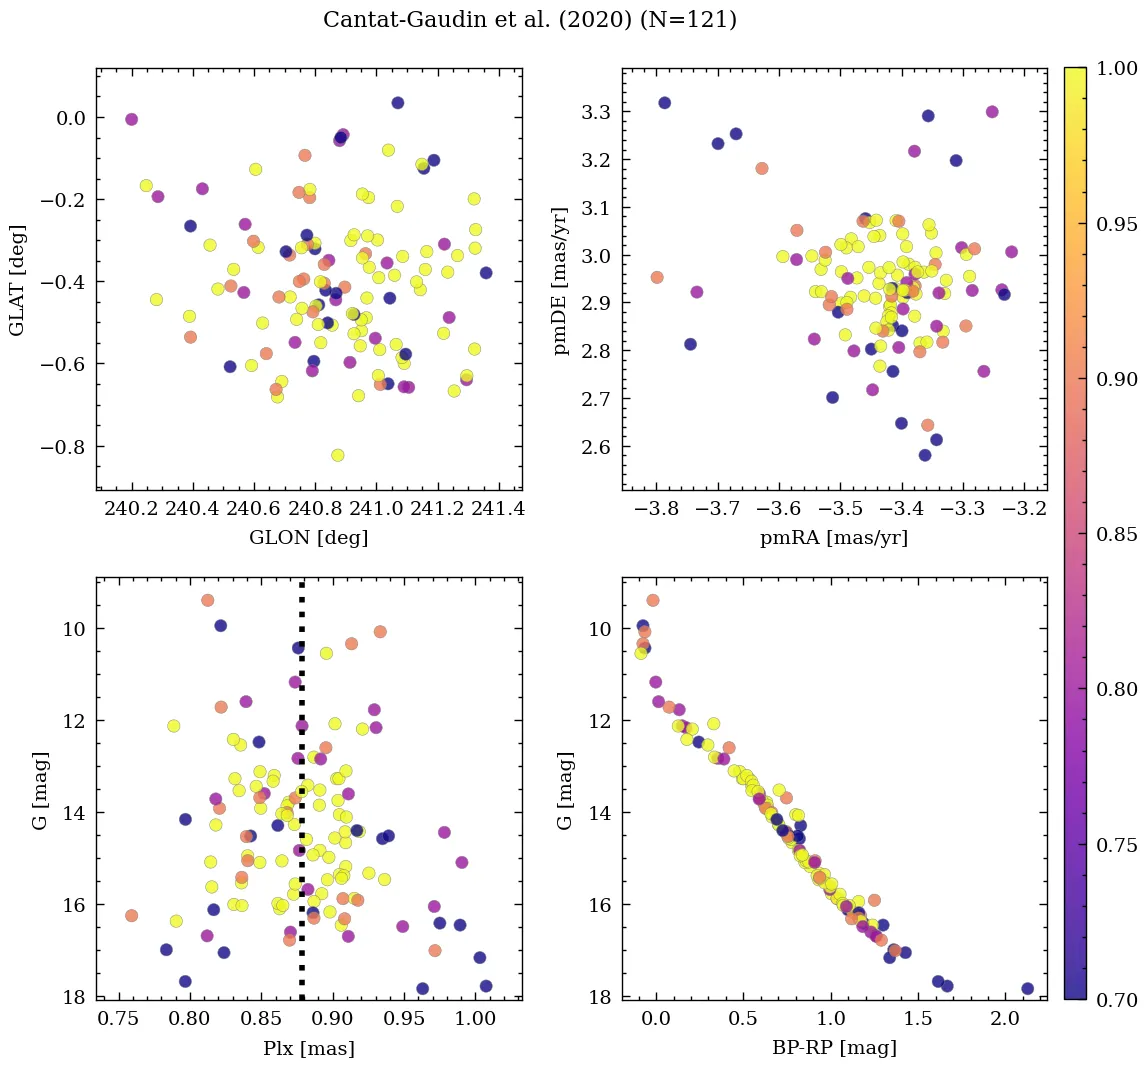 Cantat-Gaudin et al. (2020) (N=121)
0.0
−0.2
−0.4
−0.6
−0.8
GLAT [deg]
240.2 240.4 240.6 240.8 241.0 241.2 241.4
GLON [deg]
3.3
3.2
3.1
3.0
2.9
2.8
2.7
2.6
pmDE [mas/yr]
−3.8 −3.7 −3.6 −3.5 −3.4 −3.3 −3.2
pmRA [mas/yr]
10
12
14
16
18
G [mag]
0.75 0.80 0.85 0.90 0.95 1.00
Plx [mas]
10
12
14
16
18
G [mag]
0.0 0.5 1.0 1.5 2.0
BP-RP [mag]
1.00
0.95
0.90
0.85
0.80
0.75
0.70